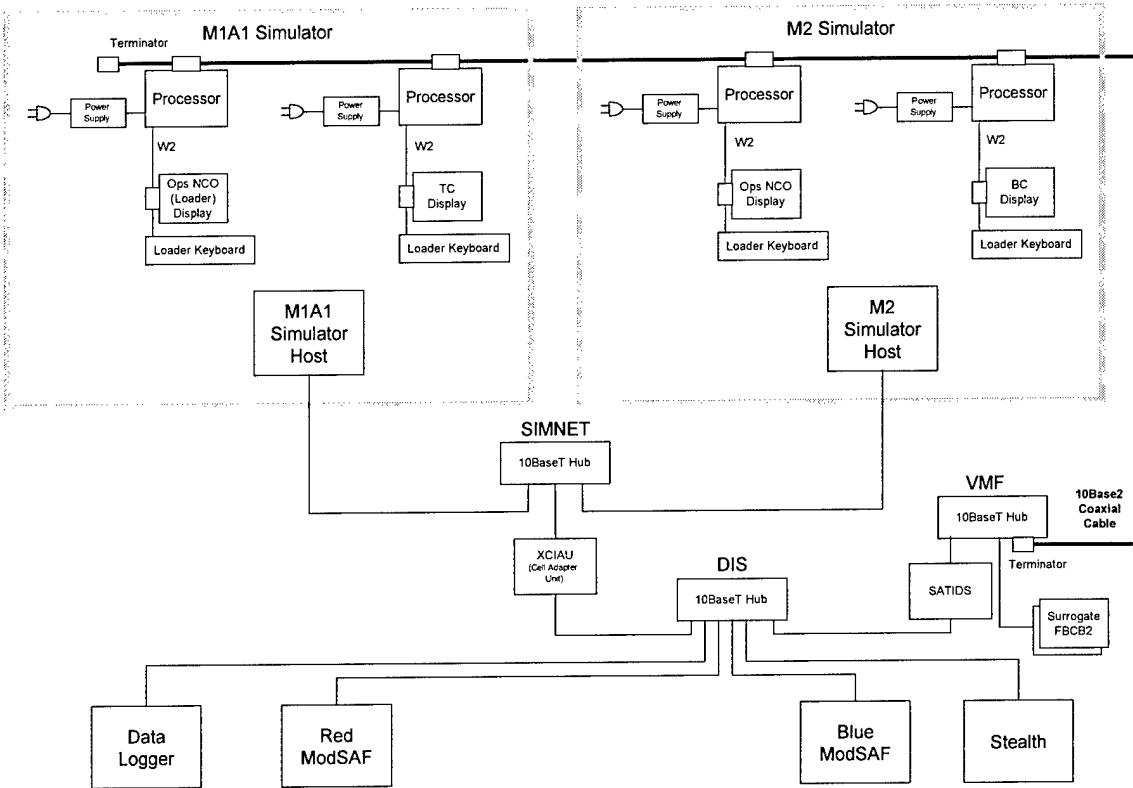 M1A1 Simulator
M2 Simulator
Terminator
Processor
Processor
Processor
Processor
Power
Supply
Power
Supply
Power
Supply
Power
Supply
W2
W2
W2
W2
Ops NCO
(Loader)
Display
TC
Display
Ops NCO
Display
BC
Display
Loader Keyboard
Loader Keyboard
Loader Keyboard
Loader Keyboard
M1A1
Simulator
Host
M2
Simulator
Host
SIMNET
10BaseT Hub
VMF
10BaseT Hub
10Base2
Coaxial
Cable
Terminator
XCIAU
(Cell Adapter
Unit)
DIS
10BaseT Hub
SATIDS
Surrogate
FBCB2
Data
Logger
Red
ModSAF
Blue
ModSAF
Stealth